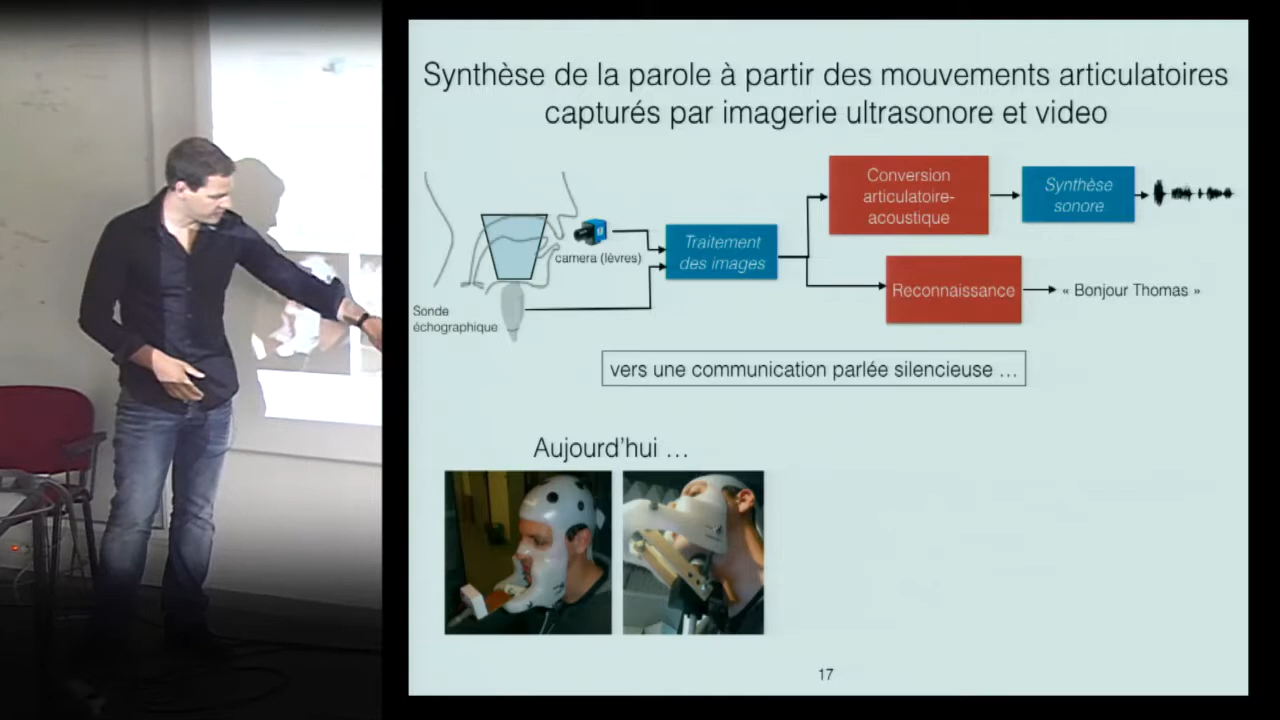 Synthèse de la parole à partir des mouvements articulatoires
capturés par imagerie ultrasonore et video
Conversion
articulatoire-
acoustique
Synthèse
sonore
Traitement
des images
camera (lèvres)
Reconnaissance
« Bonjour Thomas »
Sonde
échographique
vers une communication parlée silencieuse …
Aujourd'hui …
17